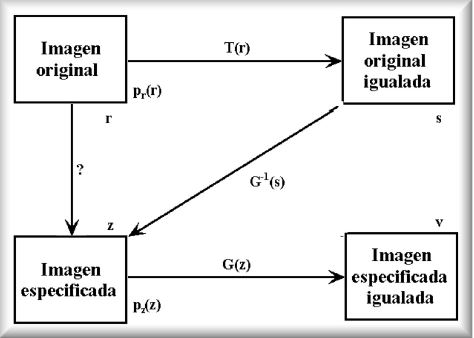 Imagen
original
T(r)
Imagen
original
igualada
p_r(r)
r
s
?
G^-1(s)
z
v
Imagen
especificada
G(z)
Imagen
especificada
igualada
p_z(z)